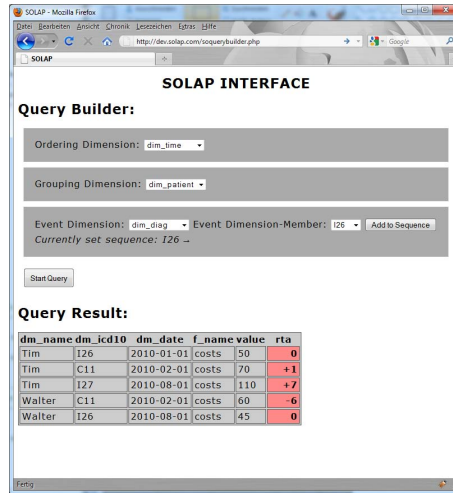 SOLAP - Mozilla Firefox
Datei Bearbeiten Ansicht Chronik Lesezeichen Extras Hilfe
http://dev.solap.com/soquerybuilder.php
Google
SOLAP
SOLAP INTERFACE
Query Builder:
Ordering Dimension: dim_time
Grouping Dimension: dim_patient
Event Dimension: dim_diag Event Dimension-Member: I26 Add to Sequence
Currently set sequence: I26 →
Start Query
Query Result:
dm_name dm_icd10 dm_date f_name value rta
Tim I26 2010-01-01 costs 50 0
Tim C11 2010-02-01 costs 70 +1
Tim I27 2010-08-01 costs 110 +7
Walter C11 2010-02-01 costs 60 -6
Walter I26 2010-08-01 costs 45 0
Fertig